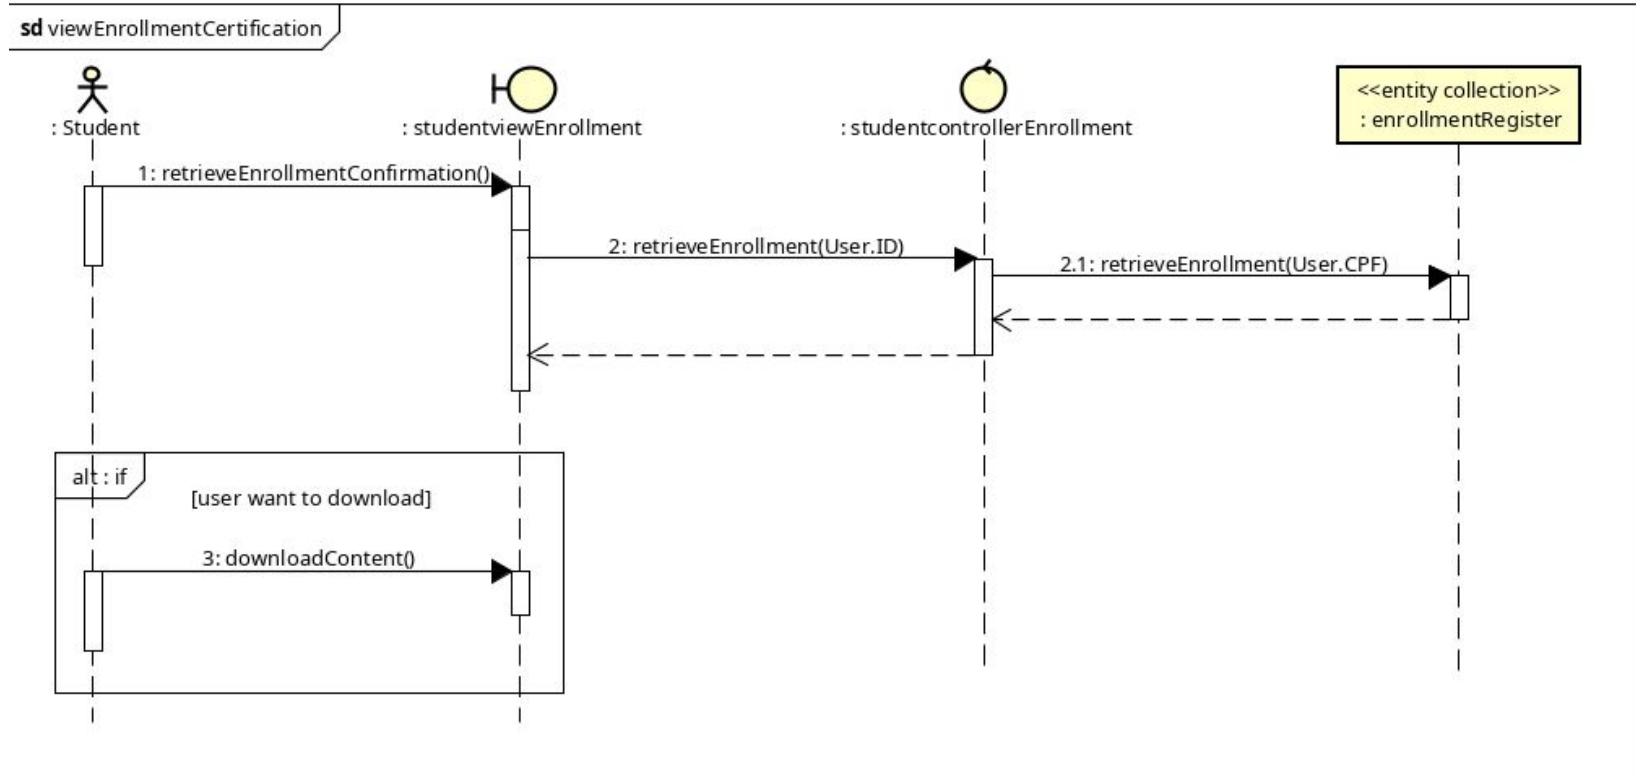 sd viewEnrollmentCertification
: Student
: studentviewEnrollment
: studentcontrollerEnrollment
<<entity collection>>
: enrollmentRegister
1: retrieveEnrollmentConfirmation()
2: retrieveEnrollment(User.ID)
2.1: retrieveEnrollment(User.CPF)
alt : if
[user want to download]
3: downloadContent()